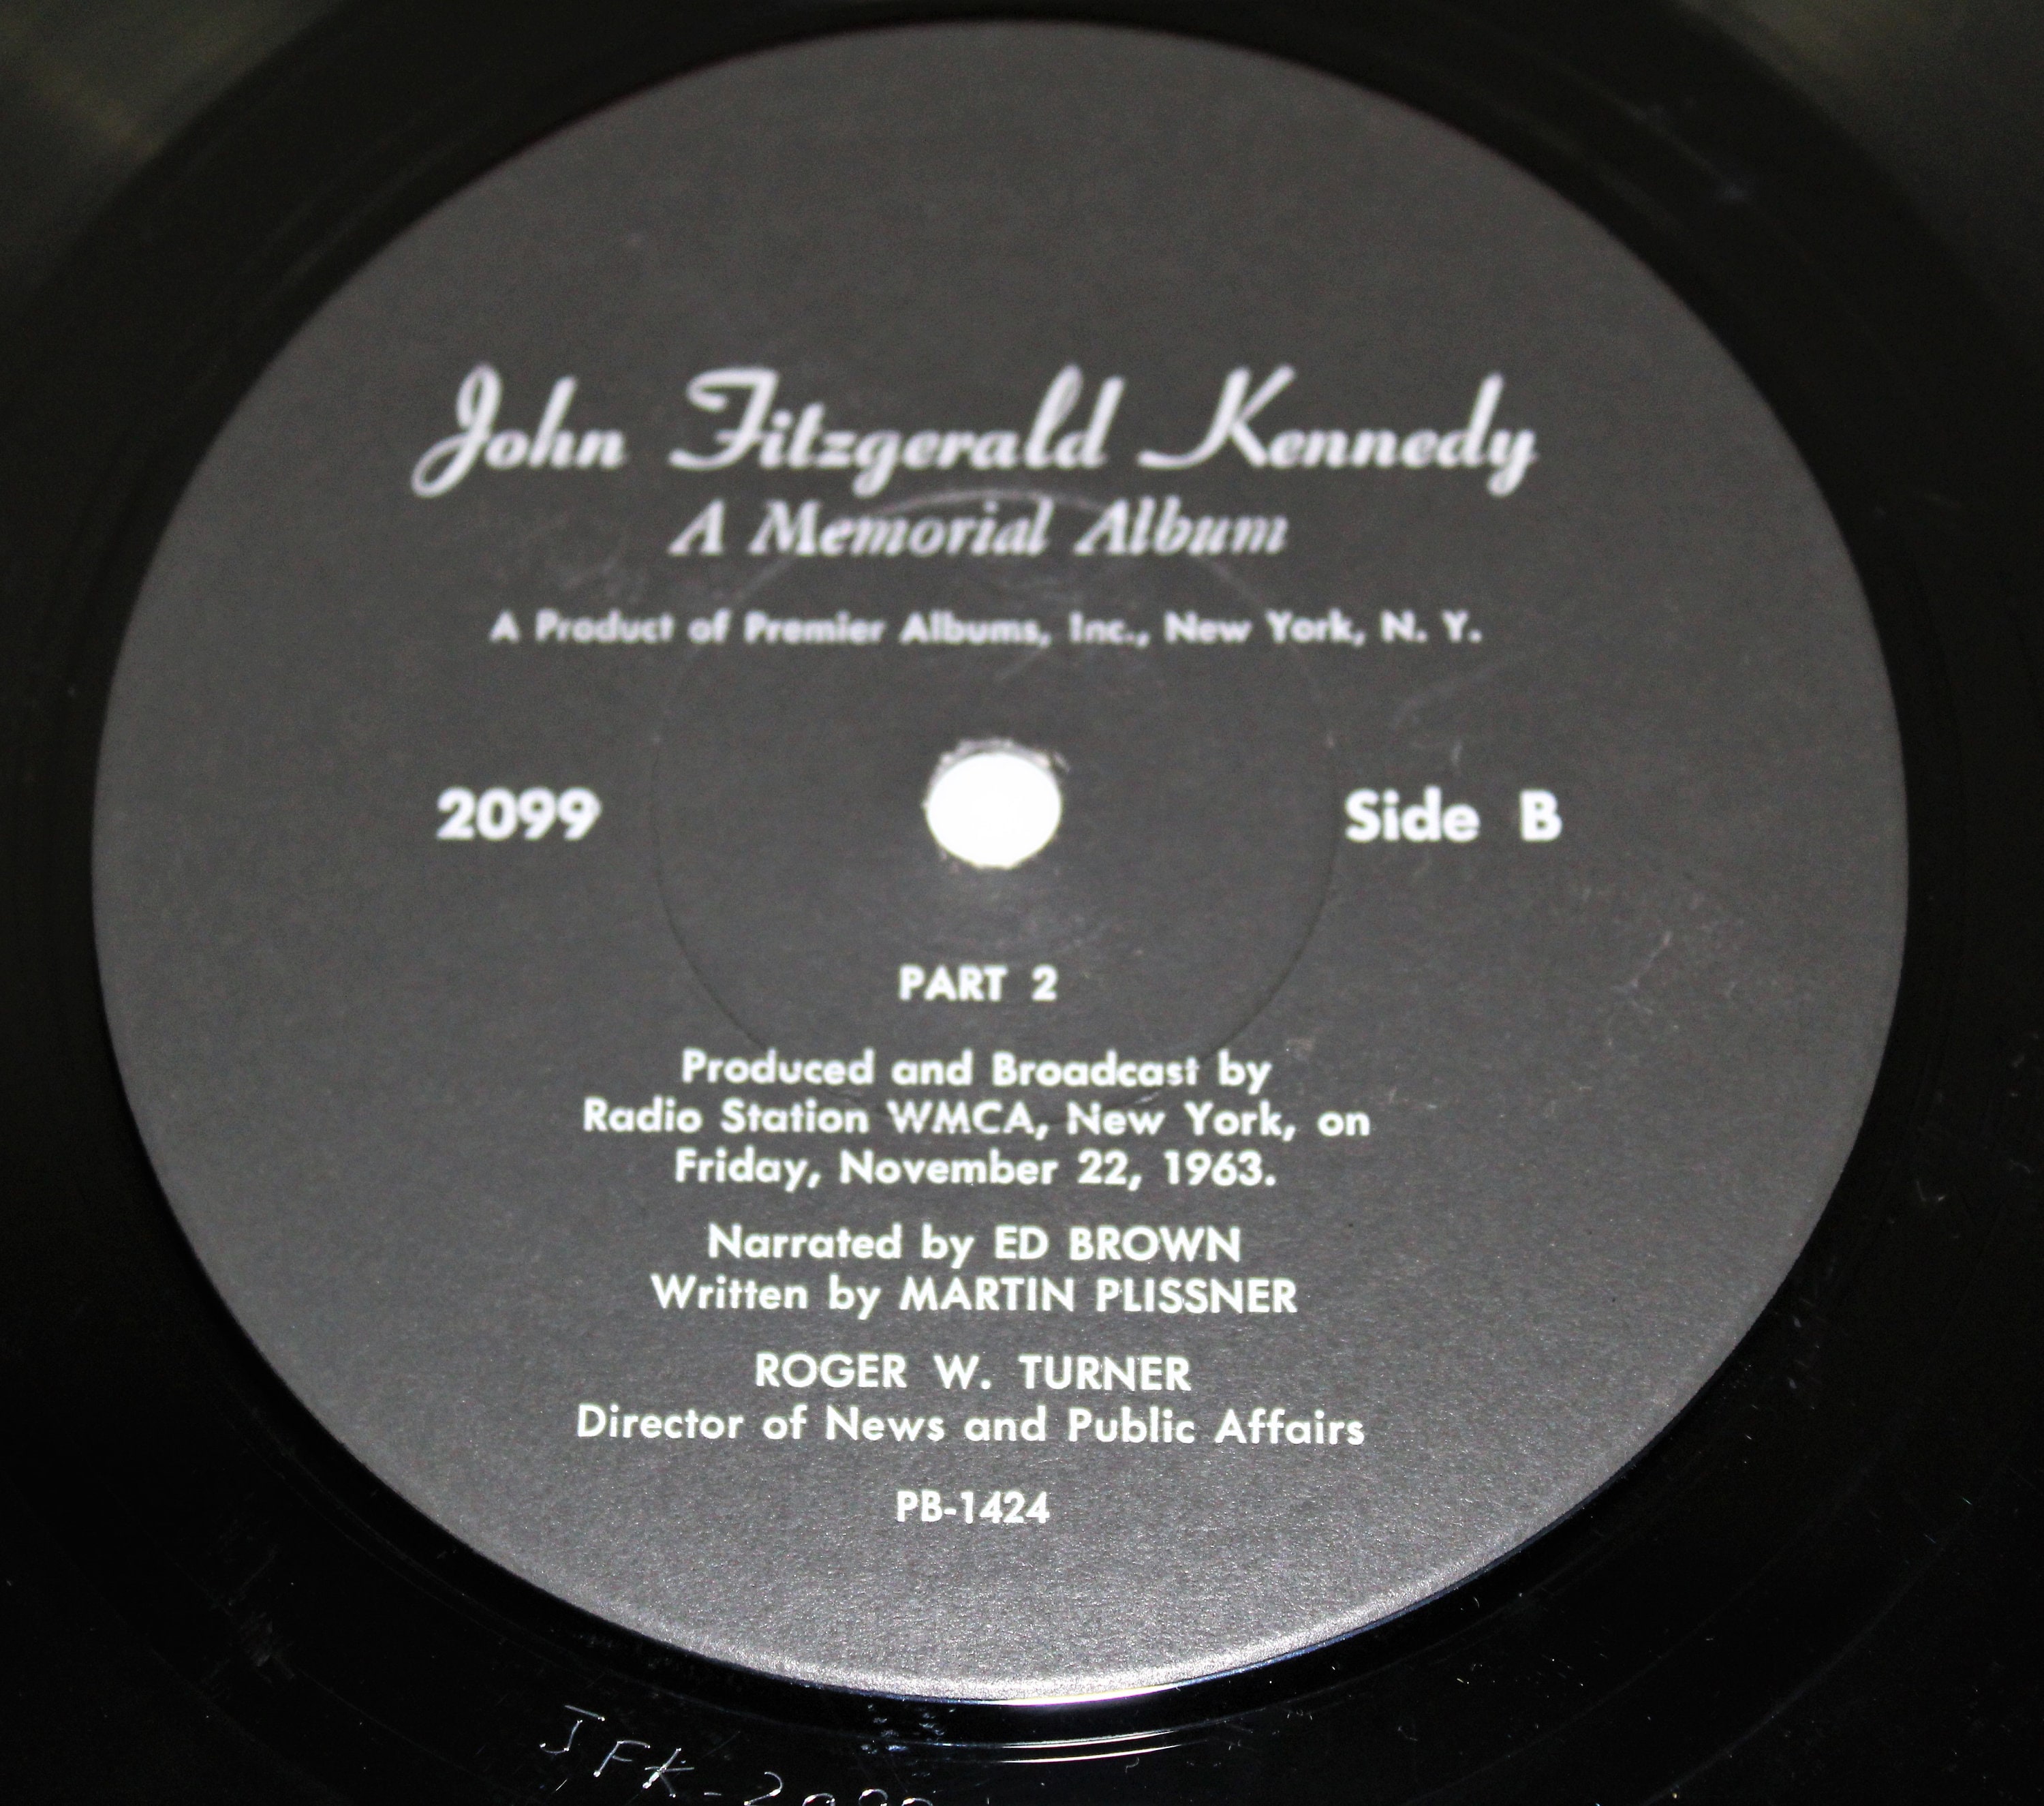 John Fitzgerald Kennedy
A Memorial Album
A Product of Premier Albums, Inc., New York, N. Y.
2099
Side B
PART 2
Produced and Broadcast by
Radio Station WMCA, New York, on
Friday, November 22, 1963.
Narrated by ED BROWN
Written by MARTIN PLISSNER
ROGER W. TURNER
Director of News and Public Affairs
PB-1424
JFK-2099